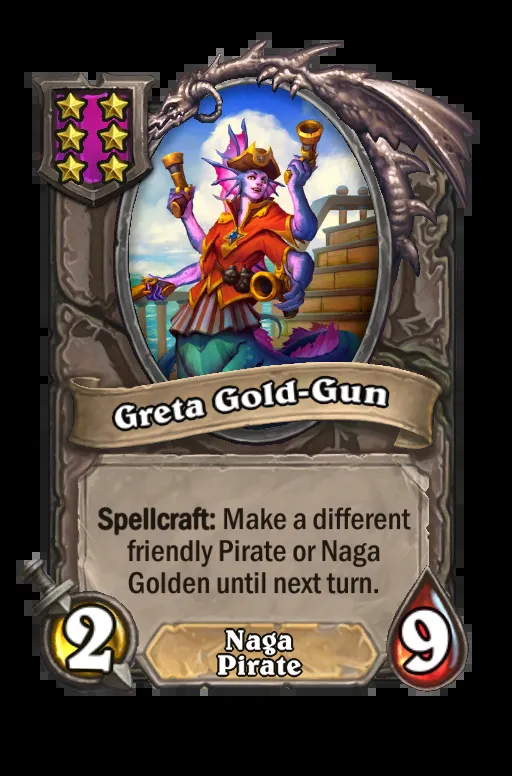 Greta Gold-Gun
Spellcraft: Make a different
friendly Pirate or Naga
Golden until next turn.
2
Naga
Pirate
9